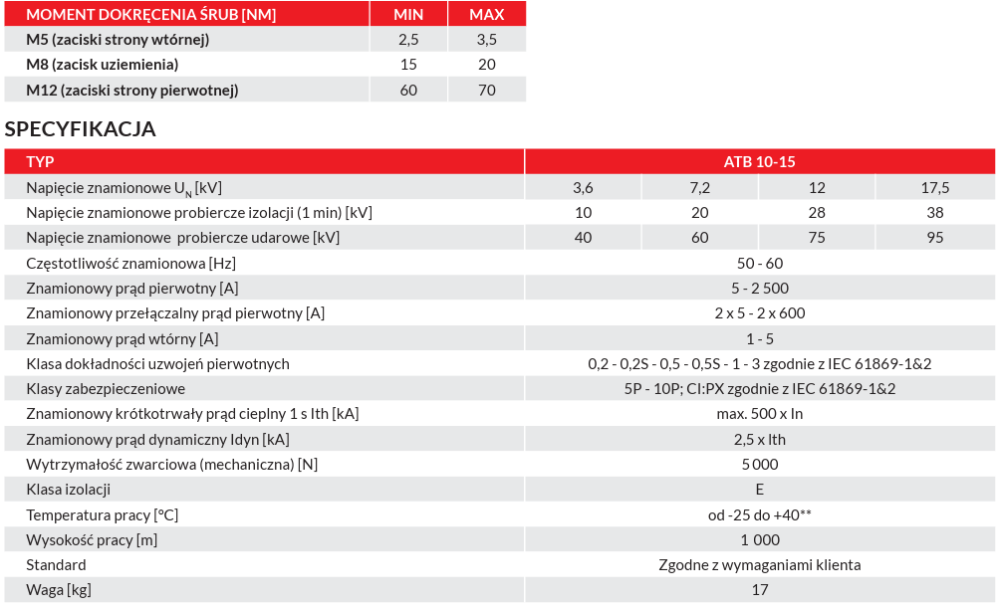 MOMENT DOKRĘCENIA ŚRUB [NM] MIN MAX
M5 (zaciski strony wtórnej) 2,5 3,5
M8 (zacisk uziemienia) 15 20
M12 (zaciski strony pierwotnej) 60 70
SPECYFIKACJA
TYP ATB 10-15
Napięcie znamionowe UN [kV] 3,6 7,2 12 17,5
Napięcie znamionowe probiercze izolacji (1 min) [kV] 10 20 28 38
Napięcie znamionowe probiercze udarowe [kV] 40 60 75 95
Częstotliwość znamionowa [Hz] 50 - 60
Znamionowy prąd pierwotny [A] 5 - 2 500
Znamionowy przełączalny prąd pierwotny [A] 2 x 5 - 2 x 600
Znamionowy prąd wtórny [A] 1 - 5
Klasa dokładności uzwojeń pierwotnych 0,2 - 0,2S - 0,5 - 0,5S - 1 - 3 zgodnie z IEC 61869-1&2
Klasy zabezpieczeniowe 5P - 10P; CI:PX zgodnie z IEC 61869-1&2
Znamionowy krótkotrwały prąd cieplny 1 s Ith [kA] max. 500 x In
Znamionowy prąd dynamiczny Idyn [kA] 2,5 x Ith
Wytrzymałość zwarciowa (mechaniczna) [N] 5 000
Klasa izolacji E
Temperatura pracy [°C] od -25 do +40**
Wysokość pracy [m] 1 000
Standard Zgodne z wymaganiami klienta
Waga [kg] 17